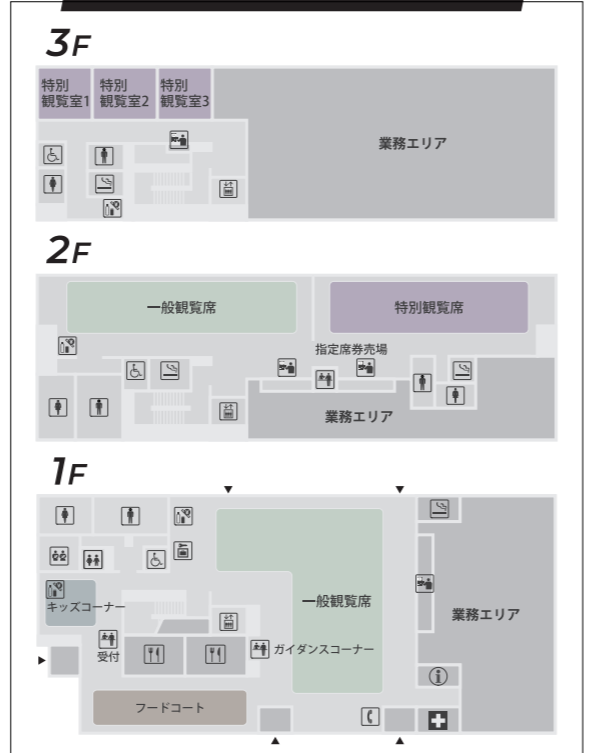 3F
特別
観覧室1
特別
観覧室2
特別
観覧室3
業務エリア
2F
一般観覧席
特別観覧席
指定席券売場
業務エリア
1F
キッズコーナー
一般観覧席
業務エリア
受付
ガイダンスコーナー
フードコート